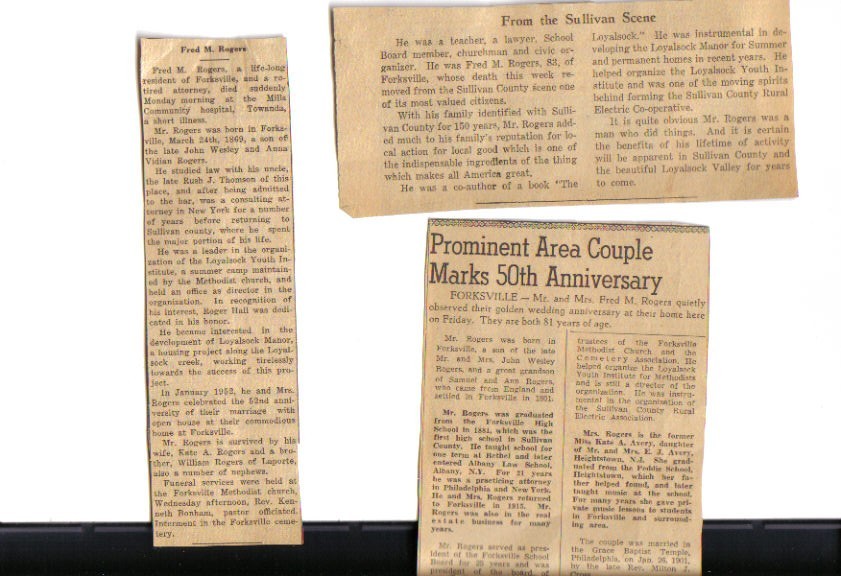 Fred M. Rogers
Fred M. Rogers, a life-long
resident of Forksville, and a re-
tired attorney, died suddenly
Monday morning at the Mills
Community hospital, Towanda,
a short illness.
Mr. Rogers was born in Forks-
ville, March 24th, 1869, a son of
the late John Wesley and Anna
Vidian Rogers.
He studied law with his uncle,
the late Rush J. Thomson of this
place, and after being admitted
to the bar, was a consulting at-
torney in New York for a number
of years before returning to
Sullivan county, where he spent
the major portion of his life.
He was a leader in the organi-
zation of the Loyalsock Youth In-
stitute, a summer camp maintain-
ed by the Methodist church, and
held an office as director in the
organization. In recognition of
his interest, Roger Hall was dedi-
cated in his honor.
He became interested in the
development of Loyalsock Manor,
a housing project along the Loyal-
sock creek, working tirelessly
towards the success of this pro-
ject.
In January 1952, he and Mrs.
Rogers celebrated the 52nd anni-
versity of their marriage with
open house at their commodious
home at Forksville.
Mr. Rogers is survived by his
wife, Kate A. Rogers and a bro-
ther, William Rogers of Laporte,
also a number of nephews.
Funeral services were held at
the Forksville Methodist church,
Wednesday afternoon, Rev. Ken-
neth Bonham, pastor officiated.
Interment in the Forksville ceme-
tery.
From the Sullivan Scene
He was a teacher, a lawyer, School
Board member, churchman and civic or-
ganizer. He was Fred M. Rogers, 83, of
Forksville, whose death this week re-
moved from the Sullivan County scene one
of its most valued citizens.
With his family identified with Sulli-
van County for 150 years, Mr. Rogers add-
ed much to his family's reputation for lo-
cal action for local good which is one of
the indispensable ingredients of the thing
which makes all America great.
He was a co-author of a book "The
Loyalsock." He was instrumental in de-
veloping the Loyalsock Manor for Summer
and permanent homes in recent years. He
helped organize the Loyalsock Youth In-
stitute and was one of the moving spirits
behind forming the Sullivan County Rural
Electric Co-operative.
It is quite obvious Mr. Rogers was a
man who did things. And it is certain
the benefits of his lifetime of activity
will be apparent in Sullivan County and
the beautiful Loyalsock Valley for years
to come.
Prominent Area Couple
Marks 50th Anniversary
FORKSVILLE — Mr. and Mrs. Fred M. Rogers quietly
observed their golden wedding anniversary at their home here
on Friday. They are both 81 years of age.
Mr. Rogers was born in
Forksville, a son of the late
Mr. and Mrs. John Wesley
Rogers, and a great grandson
of Samuel and Ann Rogers,
who came from England and
settled in Forksville in
Mr. Rogers was graduated
from the Forksville High
School in 1881, which was the
first high school in Sullivan
County. He taught school for
one term at Bethel and later
entered Albany Law School,
Albany, N.Y. For 21 years
he was a practicing attorney
in Philadelphia and New York.
He and Mrs. Rogers returned
to Forksville in 1915. Mr.
Rogers was also in the real
estate business for many
years.
Mr. Rogers served as pres-
ident of the Forksville School
Board for 25 years and was
president of the board of
trustees of the Forksville
Methodist Church and the
Cemetery Association. He
helped organize the Loyalsock
Youth Institute for Methodists
and is still a director of the
organization. He was instru-
mental in the organization of
the Sullivan County Rural
Electric Association.
Mrs. Rogers is the former
Miss Kate A. Avery, daughter
of Mr. and Mrs. E. J. Avery,
Heightstown, N.J. She grad-
uated from the Peddie School,
Heightstown, which her fa-
ther helped found, and later
taught music at the school.
For many years she gave pri-
vate music lessons to students
in Forksville and surround-
ing area.
The couple was married in
the Grace Baptist Temple,
Philadelphia, on Jan. 26, 1901,
by the late Rev. Milton J.